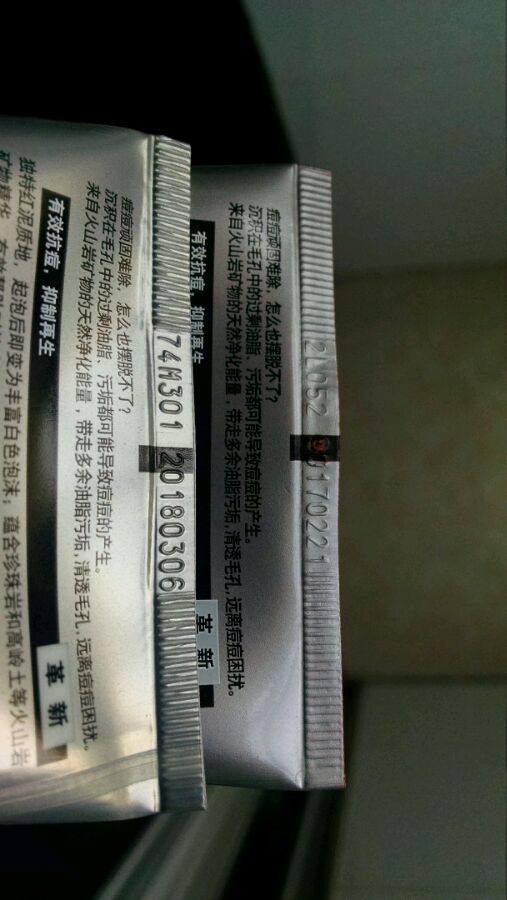 74M301 20180306
痘痘顽固难除，怎么也摆脱不了？
沉积在毛孔中的过剩油脂、污垢都可能导致痘痘的产生。
来自火山岩矿物的天然净化能量，带走多余油脂污垢，清透毛孔，远离痘痘困扰。
有效抗痘，抑制再生
革新
独特红泥质地，起泡后即变为丰富白色泡沫；蕴含珍珠岩和高岭土等火山岩
矿物精华
痘痘顽固难除，怎么也摆脱不了？
沉积在毛孔中的过剩油脂、污垢都可能导致痘痘的产生。
来自火山岩矿物的天然净化能量，带走多余油脂污垢，清透毛孔，远离痘痘困扰。
有效抗痘，抑制再生
革新